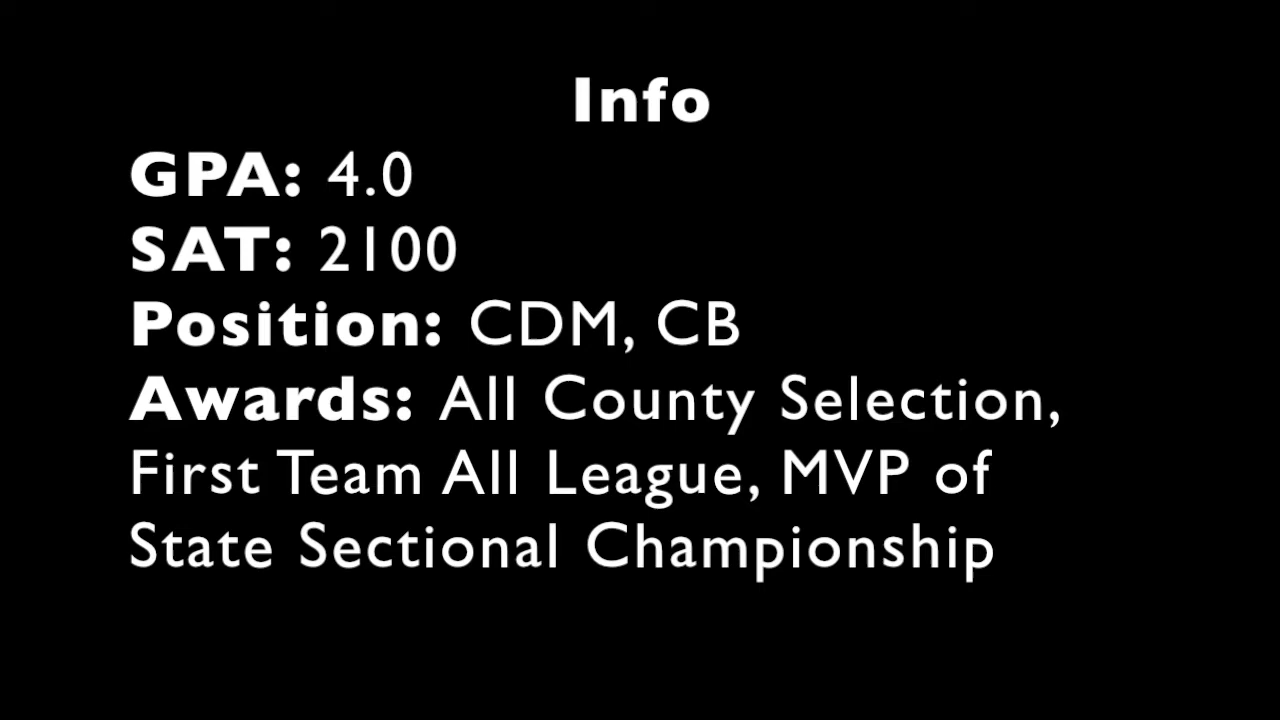 Info
GPA: 4.0
SAT: 2100
Position: CDM, CB
Awards: All County Selection,
First Team All League, MVP of
State Sectional Championship